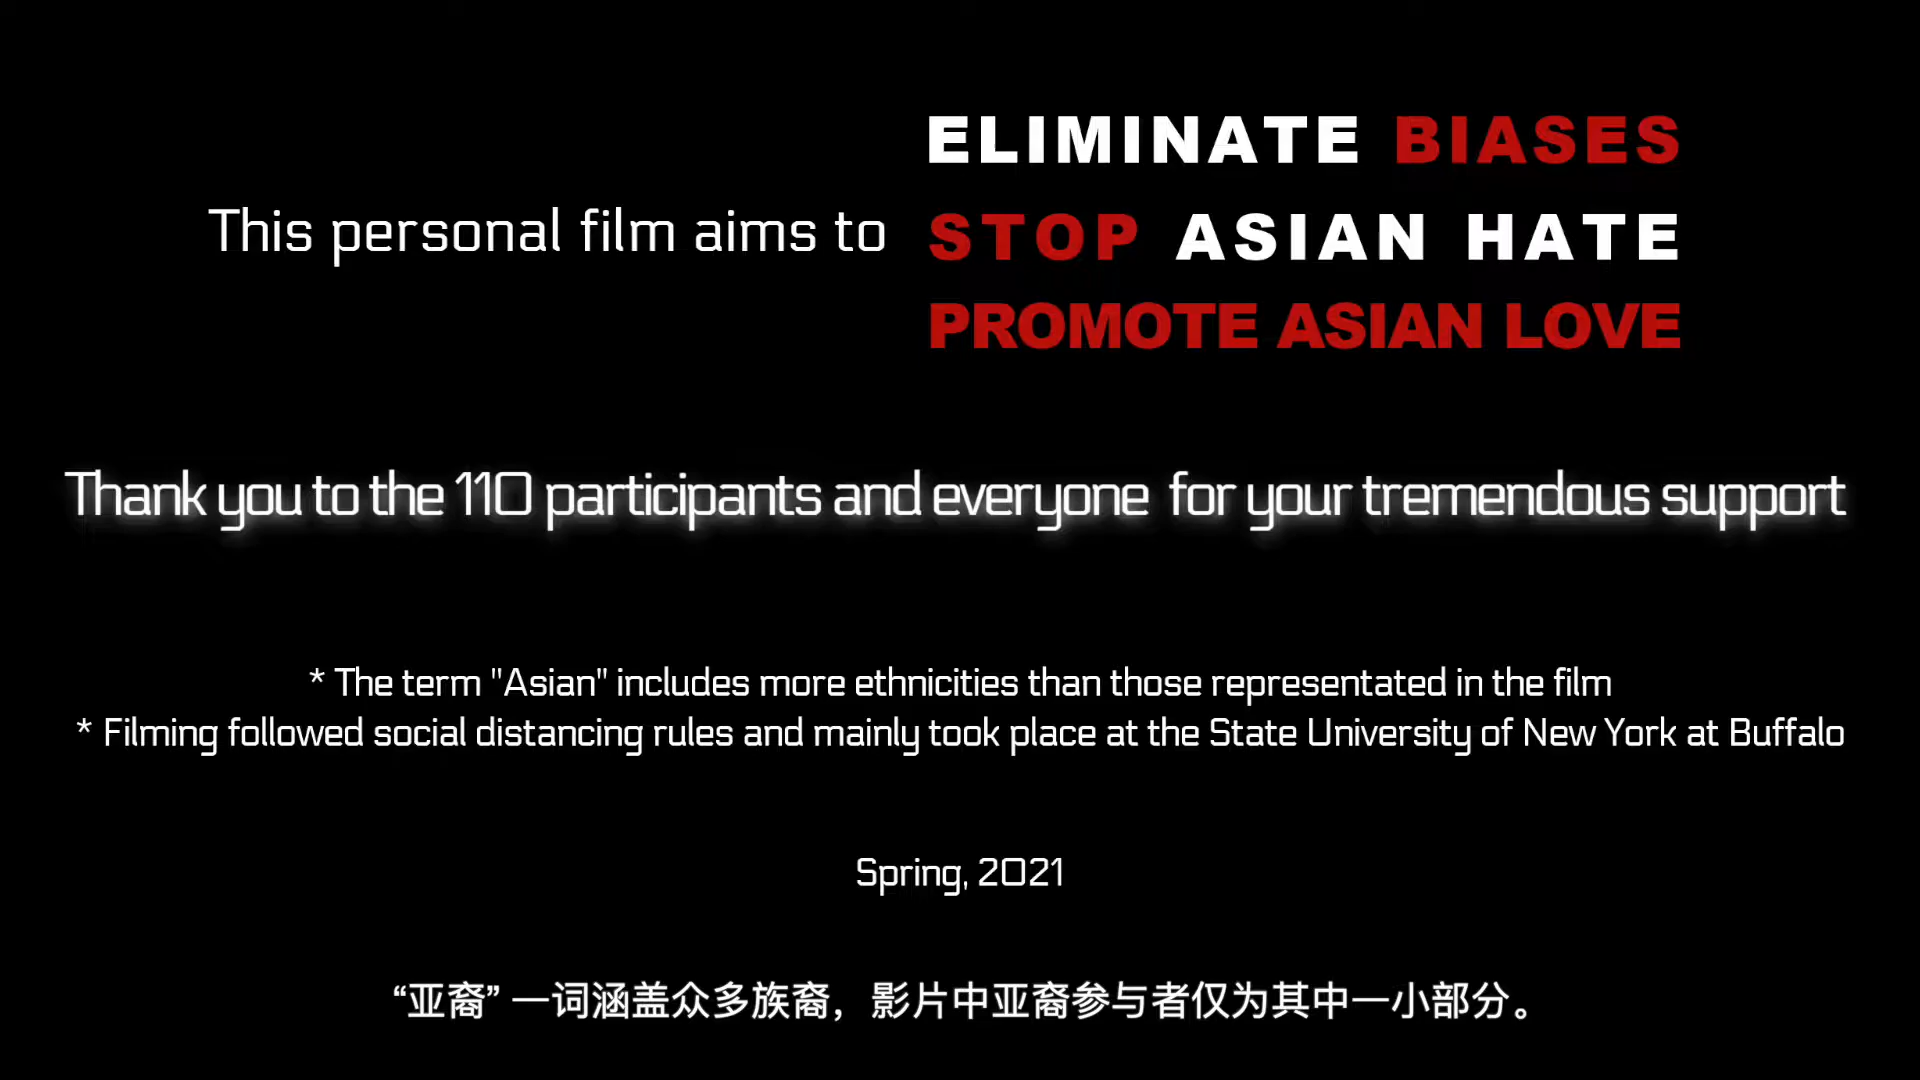 ELIMINATE BIASES
This personal film aims to
STOP ASIAN HATE
PROMOTE ASIAN LOVE
Thank you to the 110 participants and everyone for your tremendous support
* The term "Asian" includes more ethnicities than those representated in the film
* Filming followed social distancing rules and mainly took place at the State University of New York at Buffalo
Spring, 2021
“亚裔” 一词涵盖众多族裔，影片中亚裔参与者仅为其中一小部分。